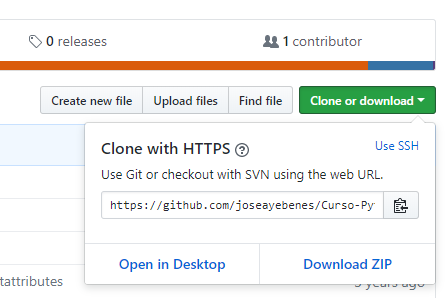 0 releases
1 contributor
Create new file
Upload files
Find file
Clone or download
Clone with HTTPS
Use SSH
Use Git or checkout with SVN using the web URL.
https://github.com/joseayebenes/Curso-Py
Open in Desktop
Download ZIP
tattributes
years ago